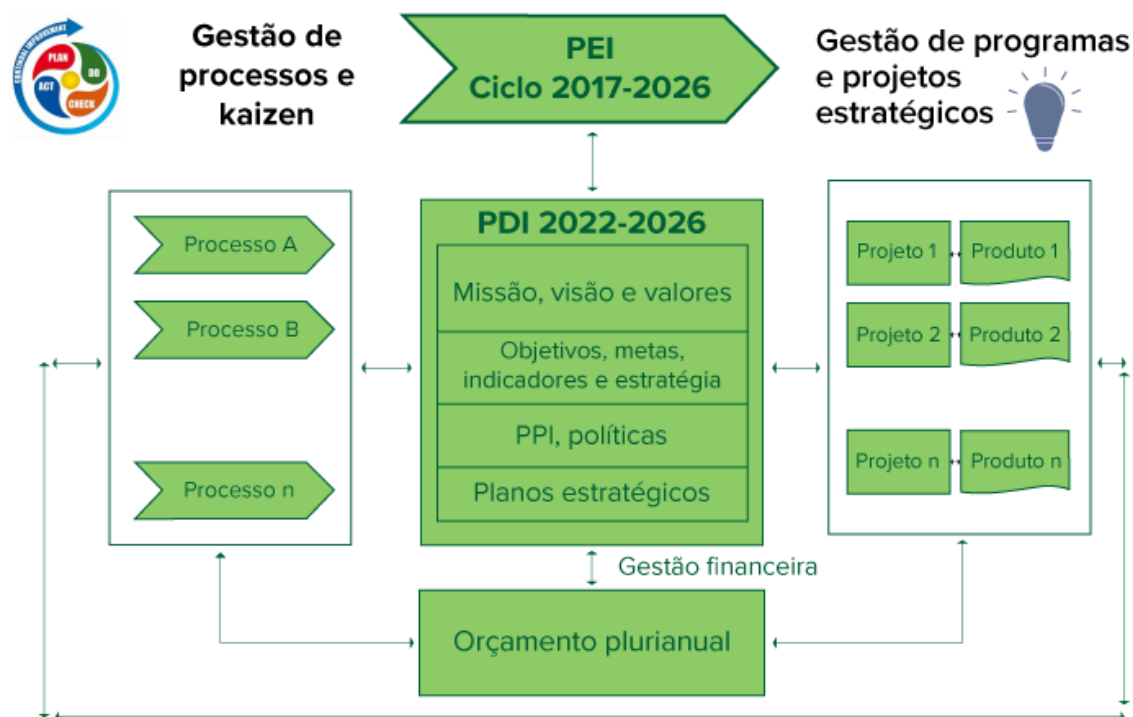 CONTINUAL IMPROVEMENT
PLAN
DO
ACT
CHECK
Gestão de
processos e
kaizen
PEI
Ciclo 2017-2026
Gestão de programas
e projetos
estratégicos
Processo A
Processo B
Processo n
PDI 2022-2026
Missão, visão e valores
Objetivos, metas,
indicadores e estratégia
PPI, políticas
Planos estratégicos
Projeto 1
Produto 1
Projeto 2
Produto 2
Projeto n
Produto n
Gestão financeira
Orçamento plurianual